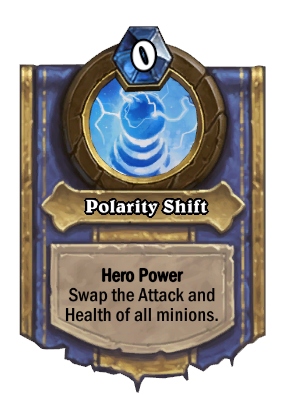 0
Polarity Shift
Hero Power
Swap the Attack and
Health of all minions.